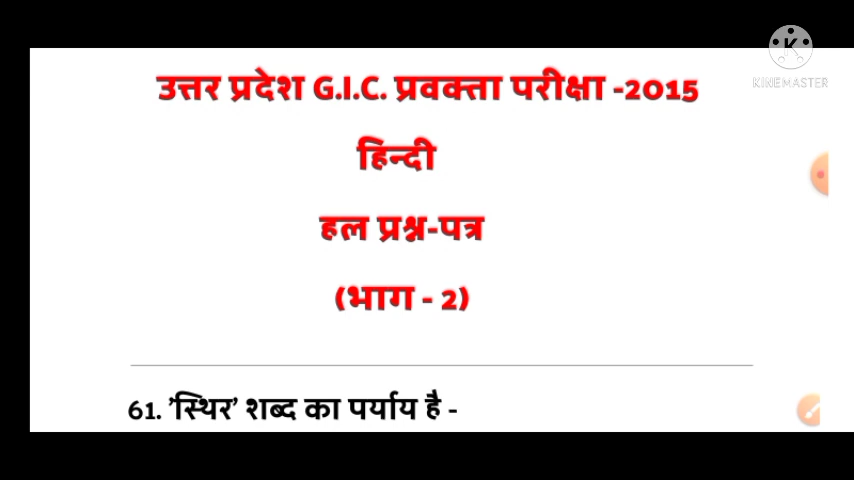 KINEMASTER
उत्तर प्रदेश G.I.C. प्रवक्ता परीक्षा -2015
हिन्दी
हल प्रश्न-पत्र
(भाग - 2)
61. ’स्थिर’ शब्द का पर्याय है -